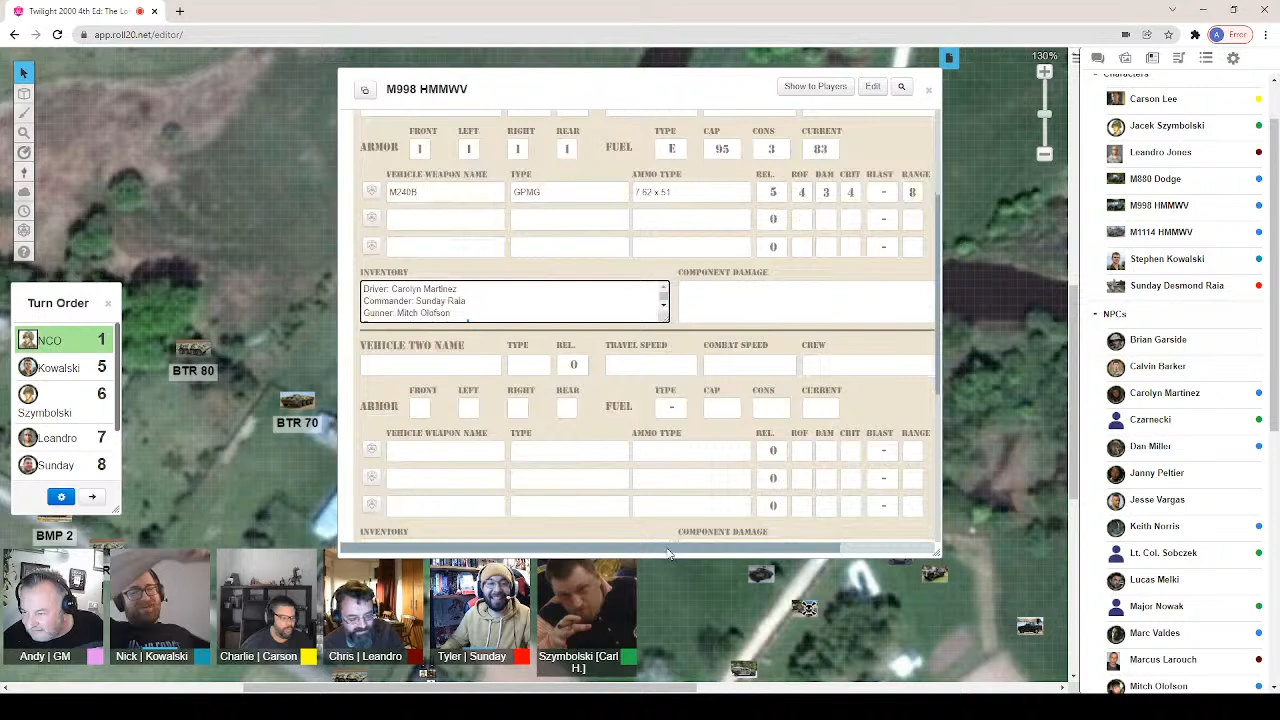 Twilight 2000 4th Ed: The Lo
app.roll20.net/editor/
A Error
130%
M998 HMMWV
Show to Players Edit
FRONT LEFT RIGHT REAR TYPE CAP CONS CURRENT
ARMOR 1 1 1 1 FUEL E 95 3 83
VEHICLE WEAPON NAME TYPE AMMO TYPE REL. ROF DAM CRIT BLAST RANGE
M240B GPMG 7.62 x 51 5 4 3 4 - 8
0 -
0 -
INVENTORY COMPONENT DAMAGE
Driver: Carolyn Martinez
Commander: Sunday Raia
Gunner: Mitch Olofson
VEHICLE TWO NAME TYPE REL. TRAVEL SPEED COMBAT SPEED CREW
0
FRONT LEFT RIGHT REAR TYPE CAP CONS CURRENT
ARMOR FUEL -
VEHICLE WEAPON NAME TYPE AMMO TYPE REL. ROF DAM CRIT BLAST RANGE
0 -
0 -
0 -
INVENTORY COMPONENT DAMAGE
Turn Order
NCO 1
Kowalski 5
Szymbolski 6
Leandro 7
Sunday 8
BTR 80
BTR 70
BMP 2
Andy | GM
Nick | Kowalski
Charlie | Carson
Chris | Leandro
Tyler | Sunday
Szymbolski [Carl
H.]
Characters
Carson Lee
Jacek Szymbolski
Leandro Jones
M880 Dodge
M998 HMMWV
M1114 HMMWV
Stephen Kowalski
Sunday Desmond Raia
NPCs
Brian Garside
Calvin Barker
Carolyn Martinez
Czarnecki
Dan Miller
Janny Peltier
Jesse Vargas
Keith Norris
Lt. Col. Sobczek
Lucas Melki
Major Nowak
Marc Valdes
Marcus Larouch
Mitch Olofson